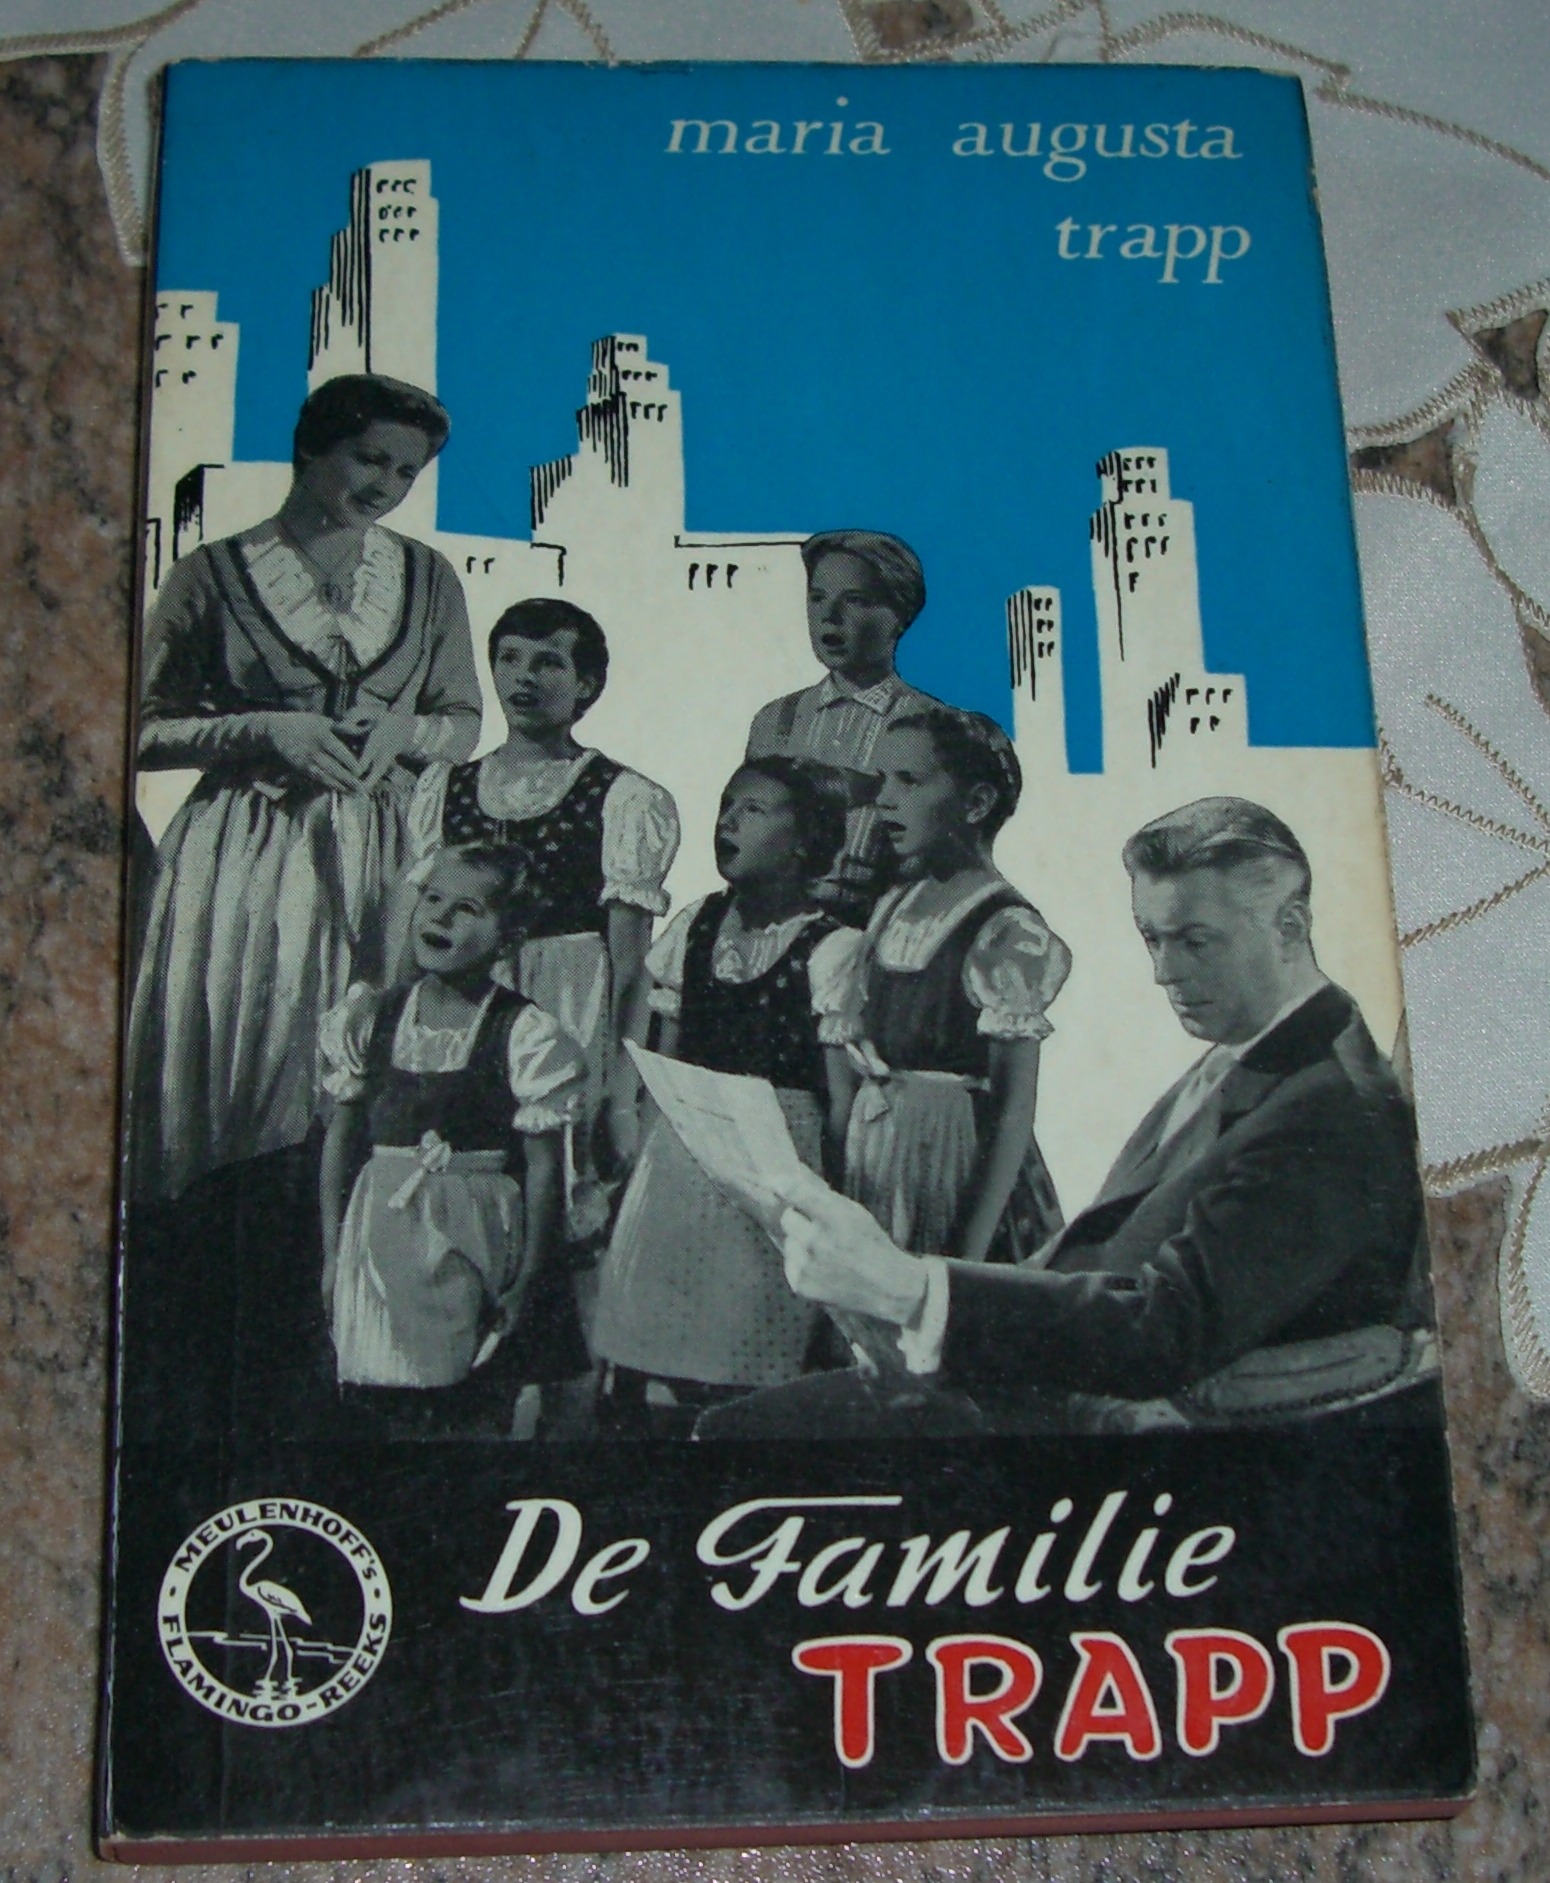 maria augusta
trapp
De Familie
TRAPP
MEULENHOFF's
FLAMINGO-REEKS